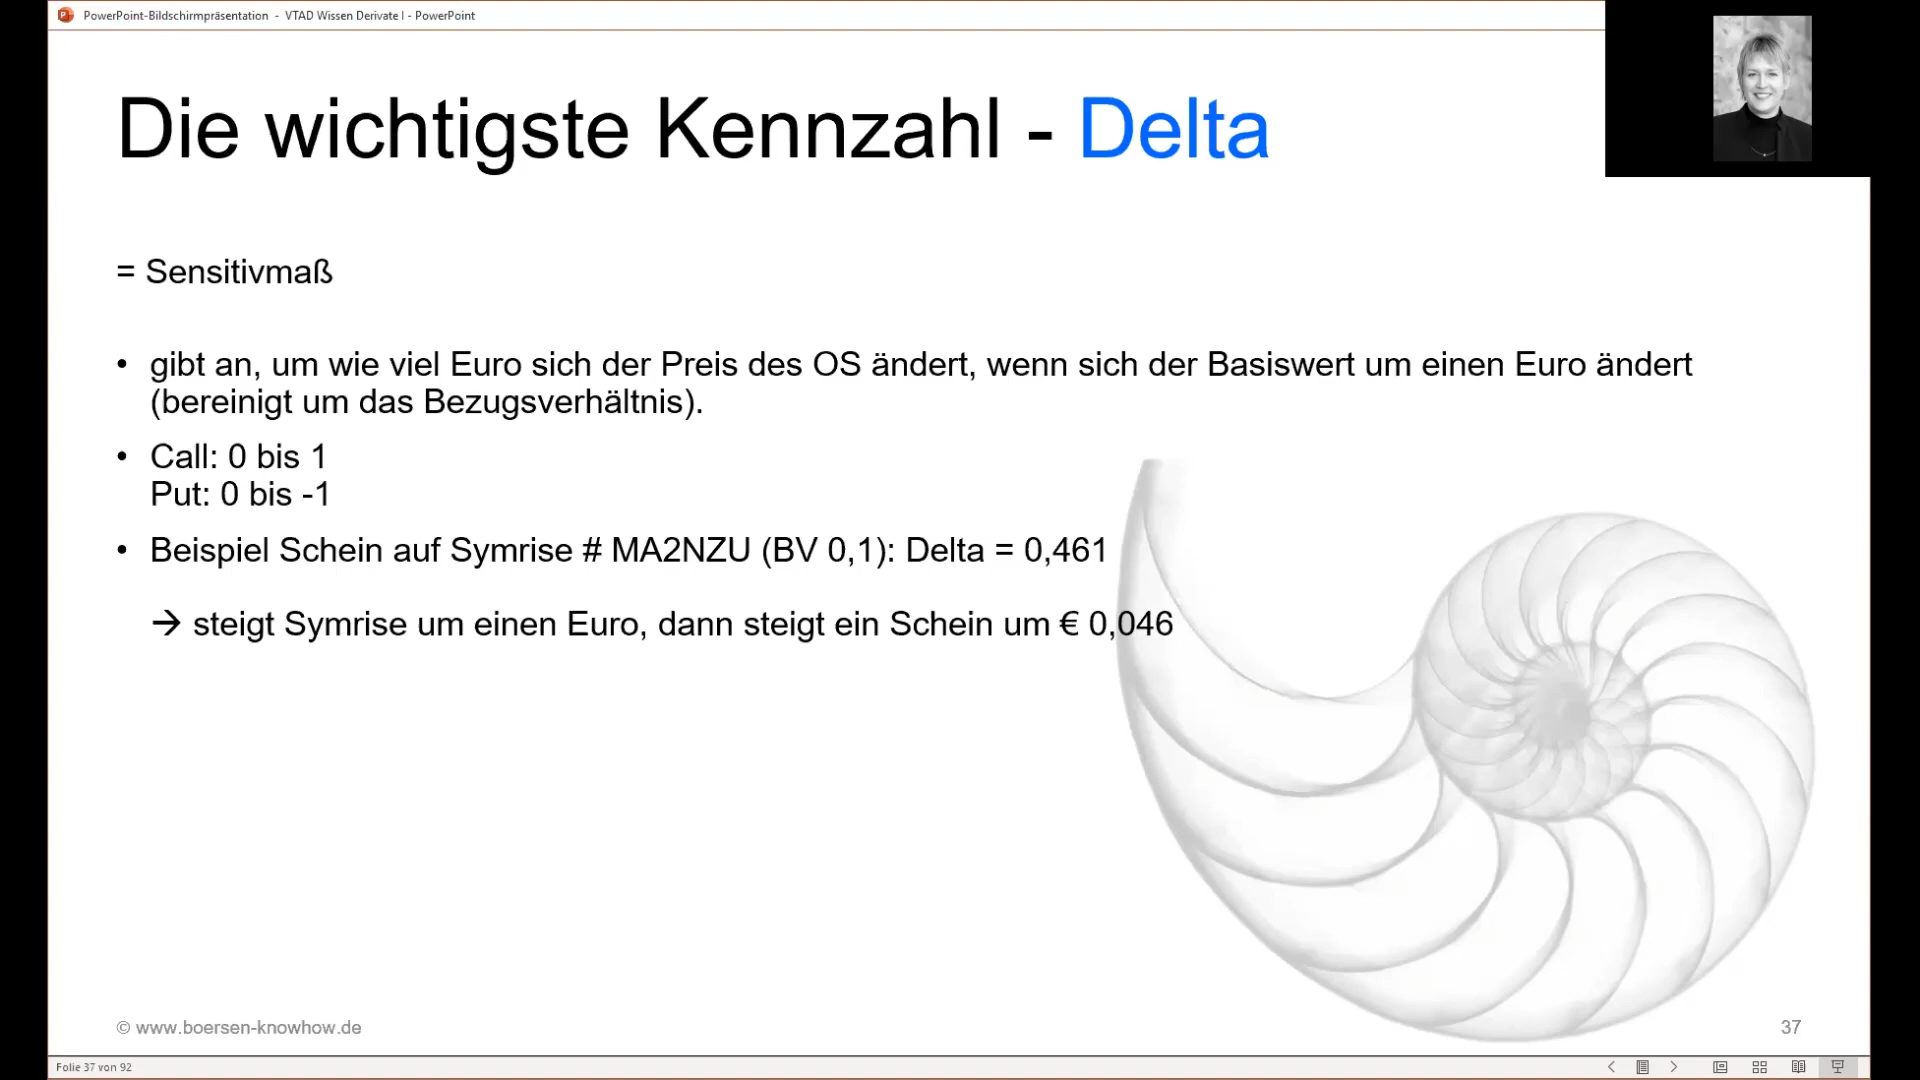 PowerPoint-Bildschirmpräsentation - VTAD Wissen Derivate I - PowerPoint
Die wichtigste Kennzahl - Delta
= Sensitivmaß
• gibt an, um wie viel Euro sich der Preis des OS ändert, wenn sich der Basiswert um einen Euro ändert
(bereinigt um das Bezugsverhältnis).
• Call: 0 bis 1
Put: 0 bis -1
• Beispiel Schein auf Symrise # MA2NZU (BV 0,1): Delta = 0,461
→ steigt Symrise um einen Euro, dann steigt ein Schein um € 0,046
© www.boersen-knowhow.de
37
Folie 37 von 92